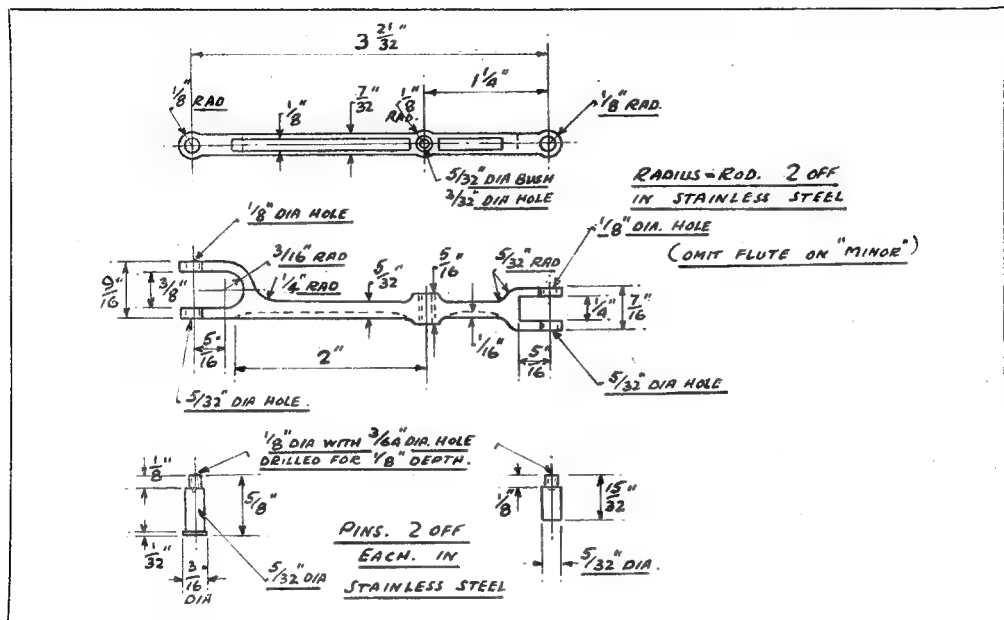 3 21/32"
1 1/4"
1/8" RAD
1/8"
7/32"
1/8" RAD.
1/8" RAD.
5/32" DIA BUSH
3/32" DIA HOLE
RADIUS-ROD. 2 OFF
IN STAINLESS STEEL
1/8" DIA HOLE
1/8" DIA. HOLE
(OMIT FLUTE ON "MINOR")
3/16" RAD
1/4" RAD
5/32"
5/16"
5/32" RAD
9/16"
3/8"
1/4"
7/16"
5/16
2"
1/16"
5/16"
5/32" DIA HOLE.
5/32" DIA HOLE
1/8" DIA WITH 3/64" DIA. HOLE
DRILLED FOR 1/8" DEPTH.
1/8"
5/8"
1/8"
15/32"
PINS. 2 OFF
EACH. IN
STAINLESS STEEL
1/32"
3/16" DIA
5/32" DIA
5/32" DIA.